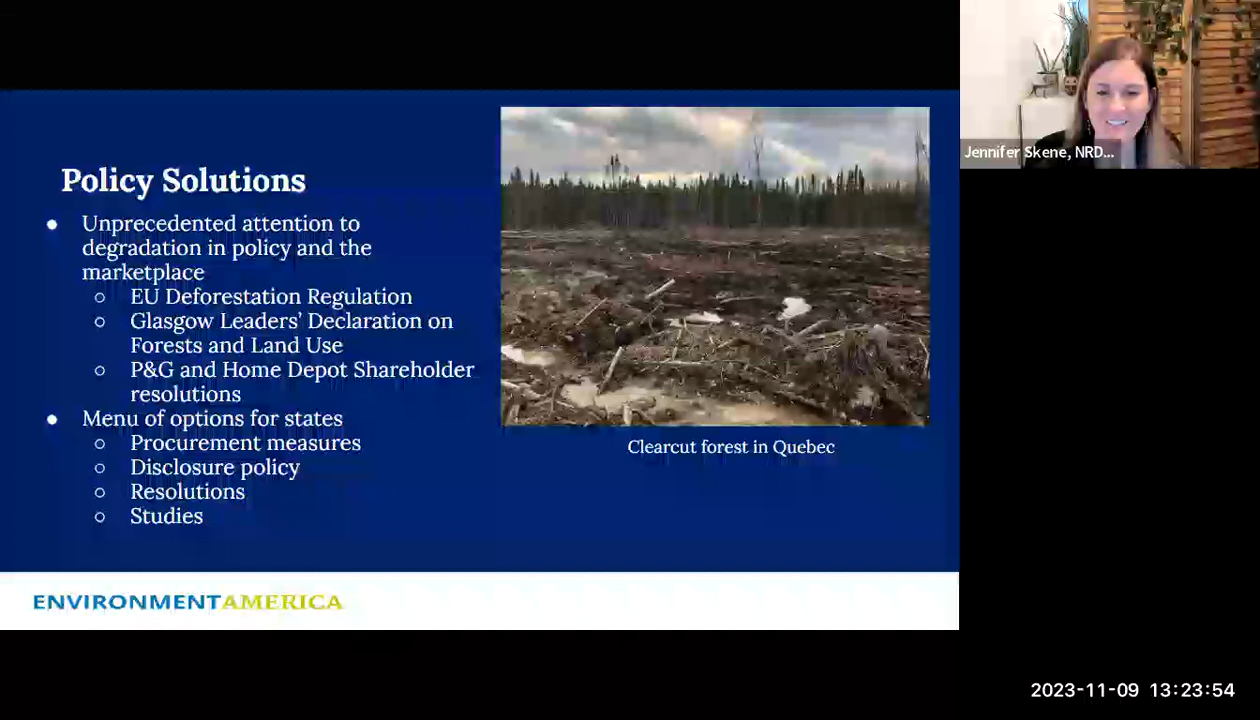 Policy Solutions
● Unprecedented attention to
degradation in policy and the
marketplace
○ EU Deforestation Regulation
○ Glasgow Leaders’ Declaration on
Forests and Land Use
○ P&G and Home Depot Shareholder
resolutions
● Menu of options for states
○ Procurement measures
○ Disclosure policy
○ Resolutions
○ Studies
Clearcut forest in Quebec
ENVIRONMENTAMERICA
Jennifer Skene, NRD...
2023-11-09 13:23:54